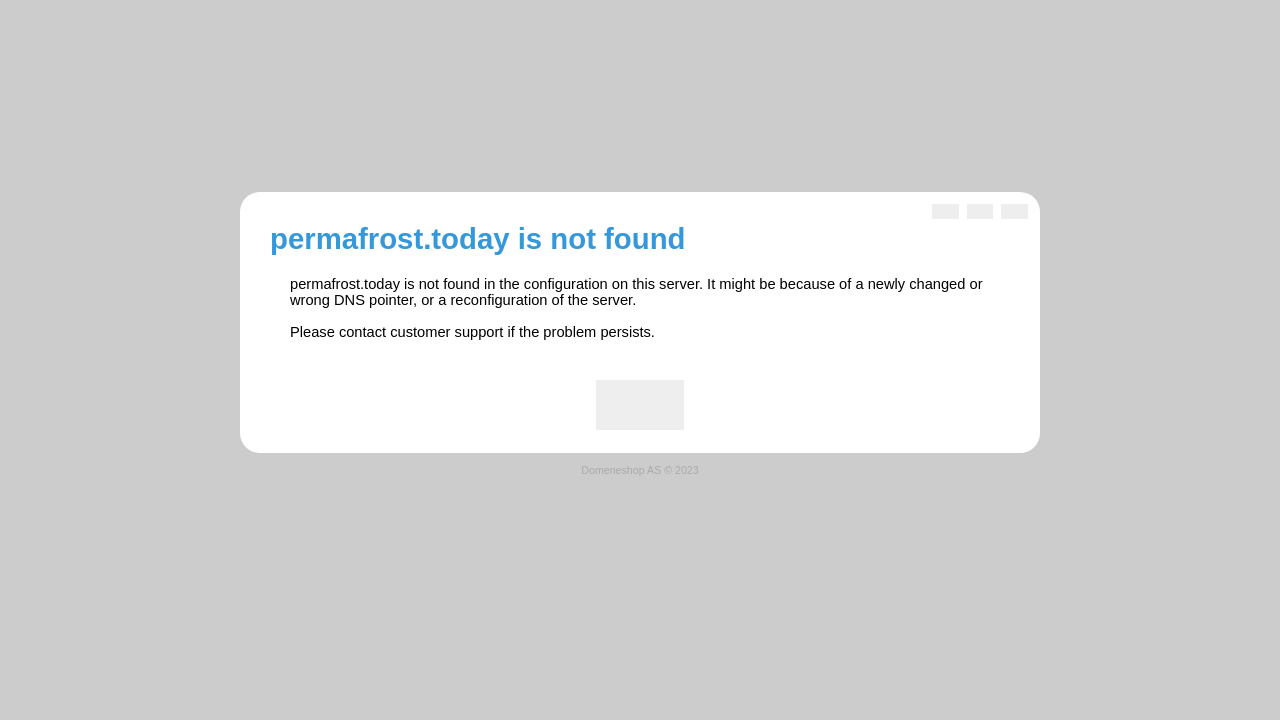 permafrost.today is not found
permafrost.today is not found in the configuration on this server. It might be because of a newly changed or
wrong DNS pointer, or a reconfiguration of the server.
Please contact customer support if the problem persists.
Domeneshop AS © 2023